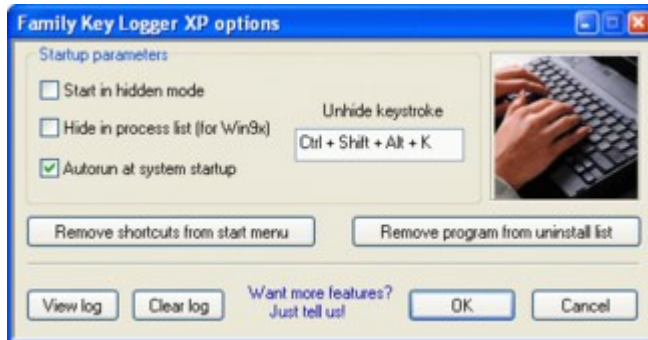 Family Key Logger XP options
Startup parameters
Start in hidden mode
Hide in process list (for Win9x)
Autorun at system startup
Unhide keystroke
Ctrl + Shift + Alt + K
Remove shortcuts from start menu
Remove program from uninstall list
View log
Clear log
Want more features?
Just tell us!
OK
Cancel